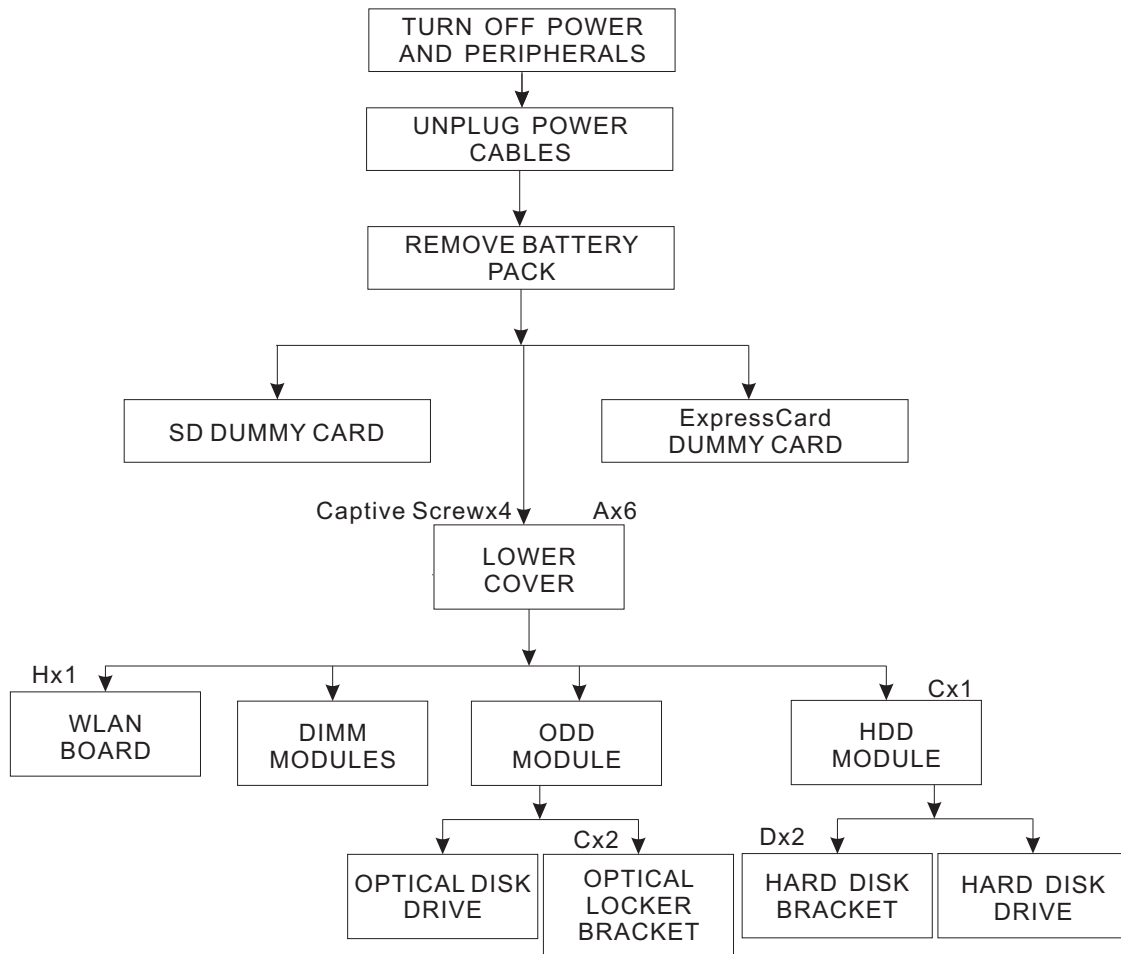 TURN OFF POWER
AND PERIPHERALS
UNPLUG POWER
CABLES
REMOVE BATTERY
PACK
SD DUMMY CARD
ExpressCard
DUMMY CARD
Captive Screwx4
Ax6
LOWER
COVER
Hx1
WLAN
BOARD
DIMM
MODULES
ODD
MODULE
Cx1
HDD
MODULE
OPTICAL DISK
DRIVE
Cx2
OPTICAL
LOCKER
BRACKET
Dx2
HARD DISK
BRACKET
HARD DISK
DRIVE